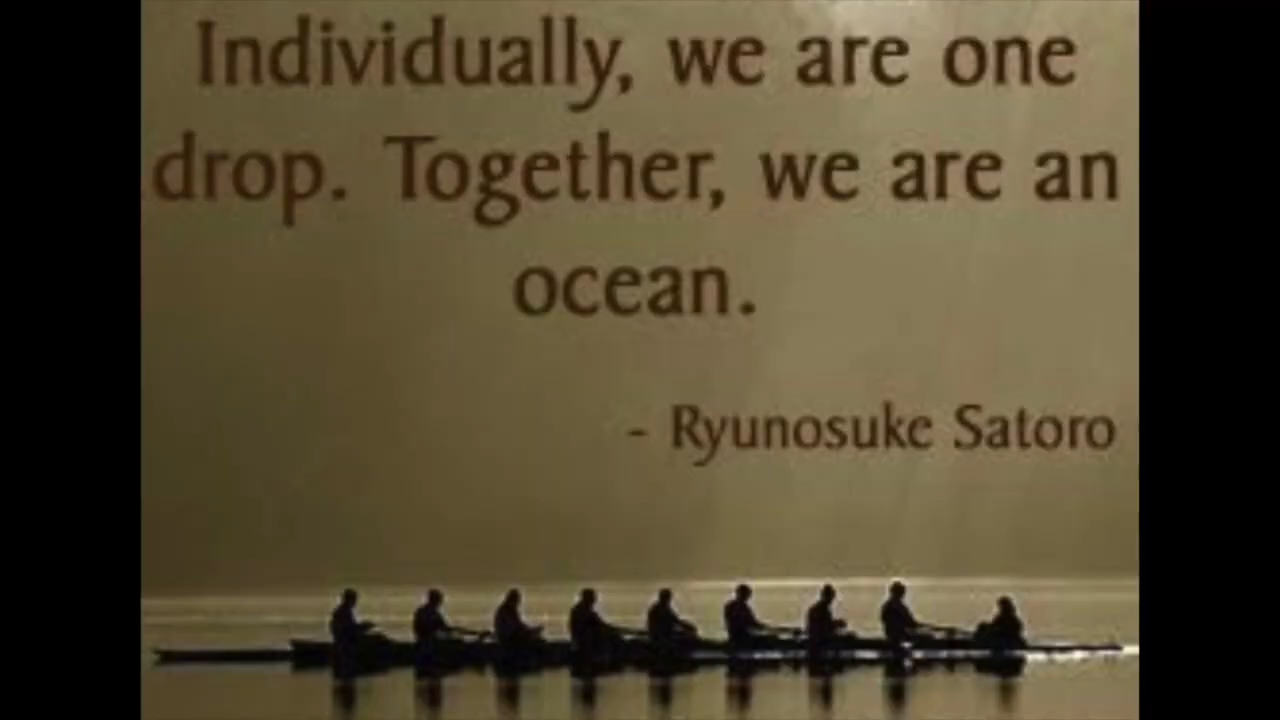 Individually, we are one
drop. Together, we are an
ocean.
- Ryunosuke Satoro